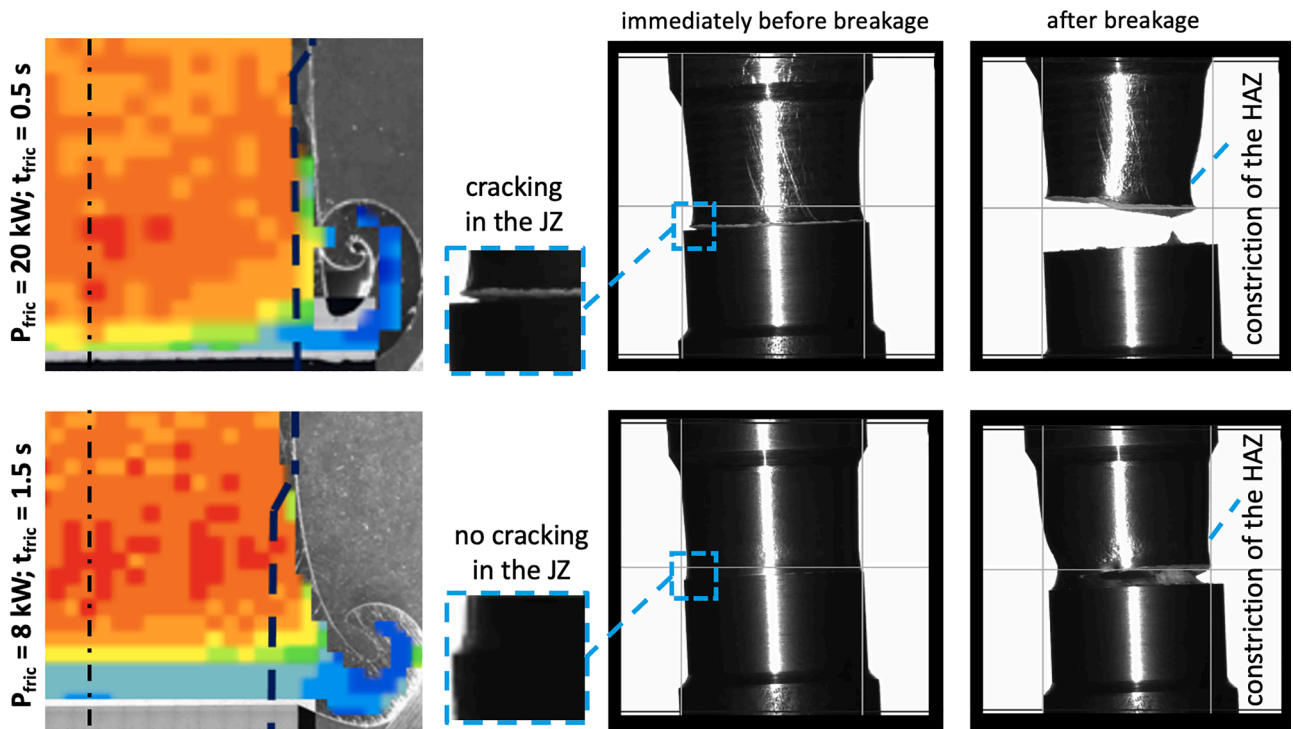 immediately before breakage
after breakage
P_fric = 20 kW; t_fric = 0.5 s
cracking
in the JZ
constriction of the HAZ
P_fric = 8 kW; t_fric = 1.5 s
no cracking
in the JZ
constriction of the HAZ